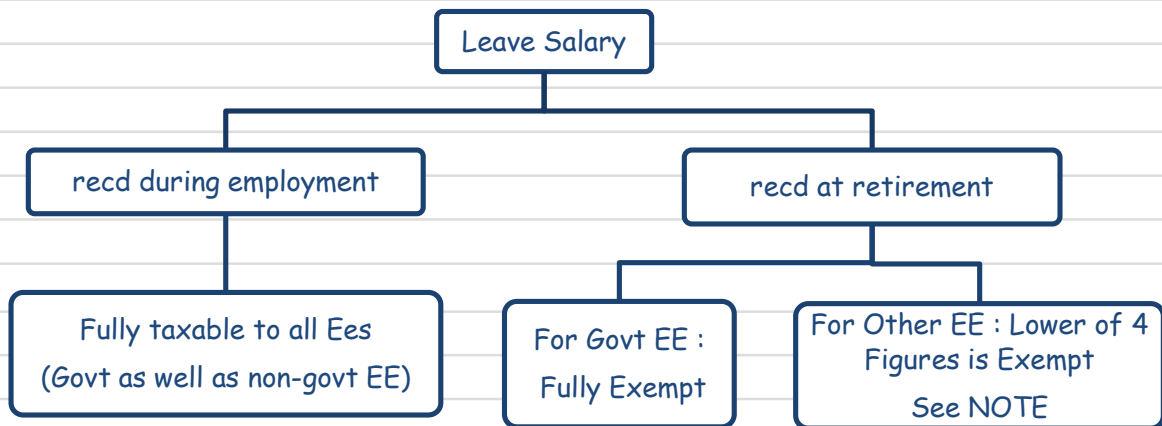 Leave Salary
recd during employment
recd at retirement
Fully taxable to all Ees
(Govt as well as non-govt EE)
For Govt EE :
Fully Exempt
For Other EE : Lower of 4
Figures is Exempt
See NOTE